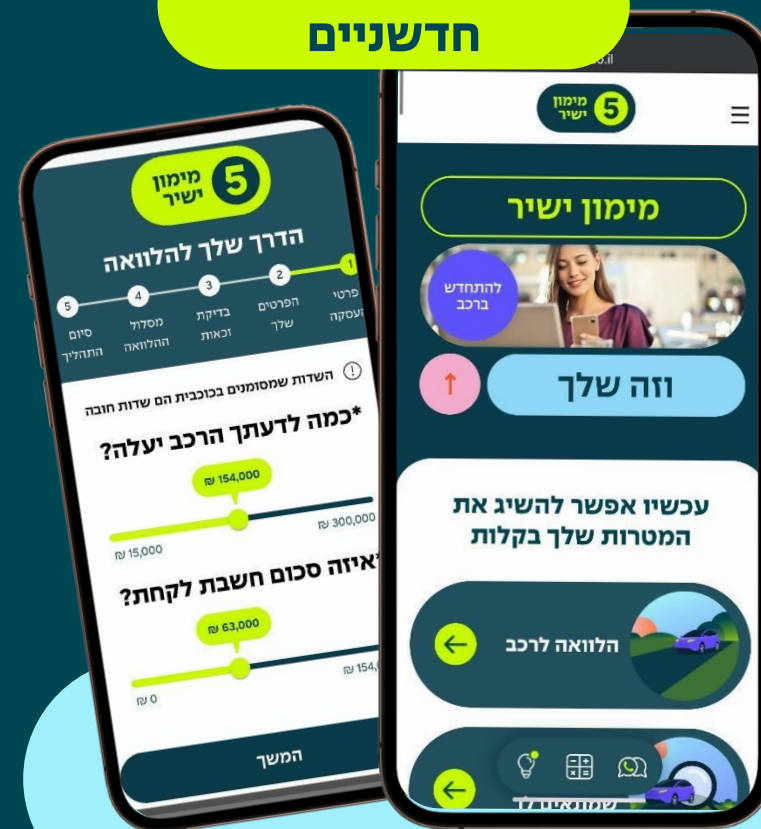 חדשניים
מימון
ישיר
5
מימון ישיר
להתחדש
ברכב
וזה שלך
עכשיו אפשר להשיג את
המטרות שלך בקלות
הלוואה לרכב
מימון
ישיר
5
הדרך שלך להלוואה
1
2
3
4
5
פרטי
העסקה
הפרטים
שלך
בדיקת
זכאות
מסלול
ההלוואה
סיום
התהליך
השדות שמסומנים בכוכבית הם שדות חובה
*כמה לדעתך הרכב יעלה?
154,000 ₪
15,000 ₪
300,000 ₪
*איזה סכום חשבת לקחת?
63,000 ₪
0 ₪
המשך